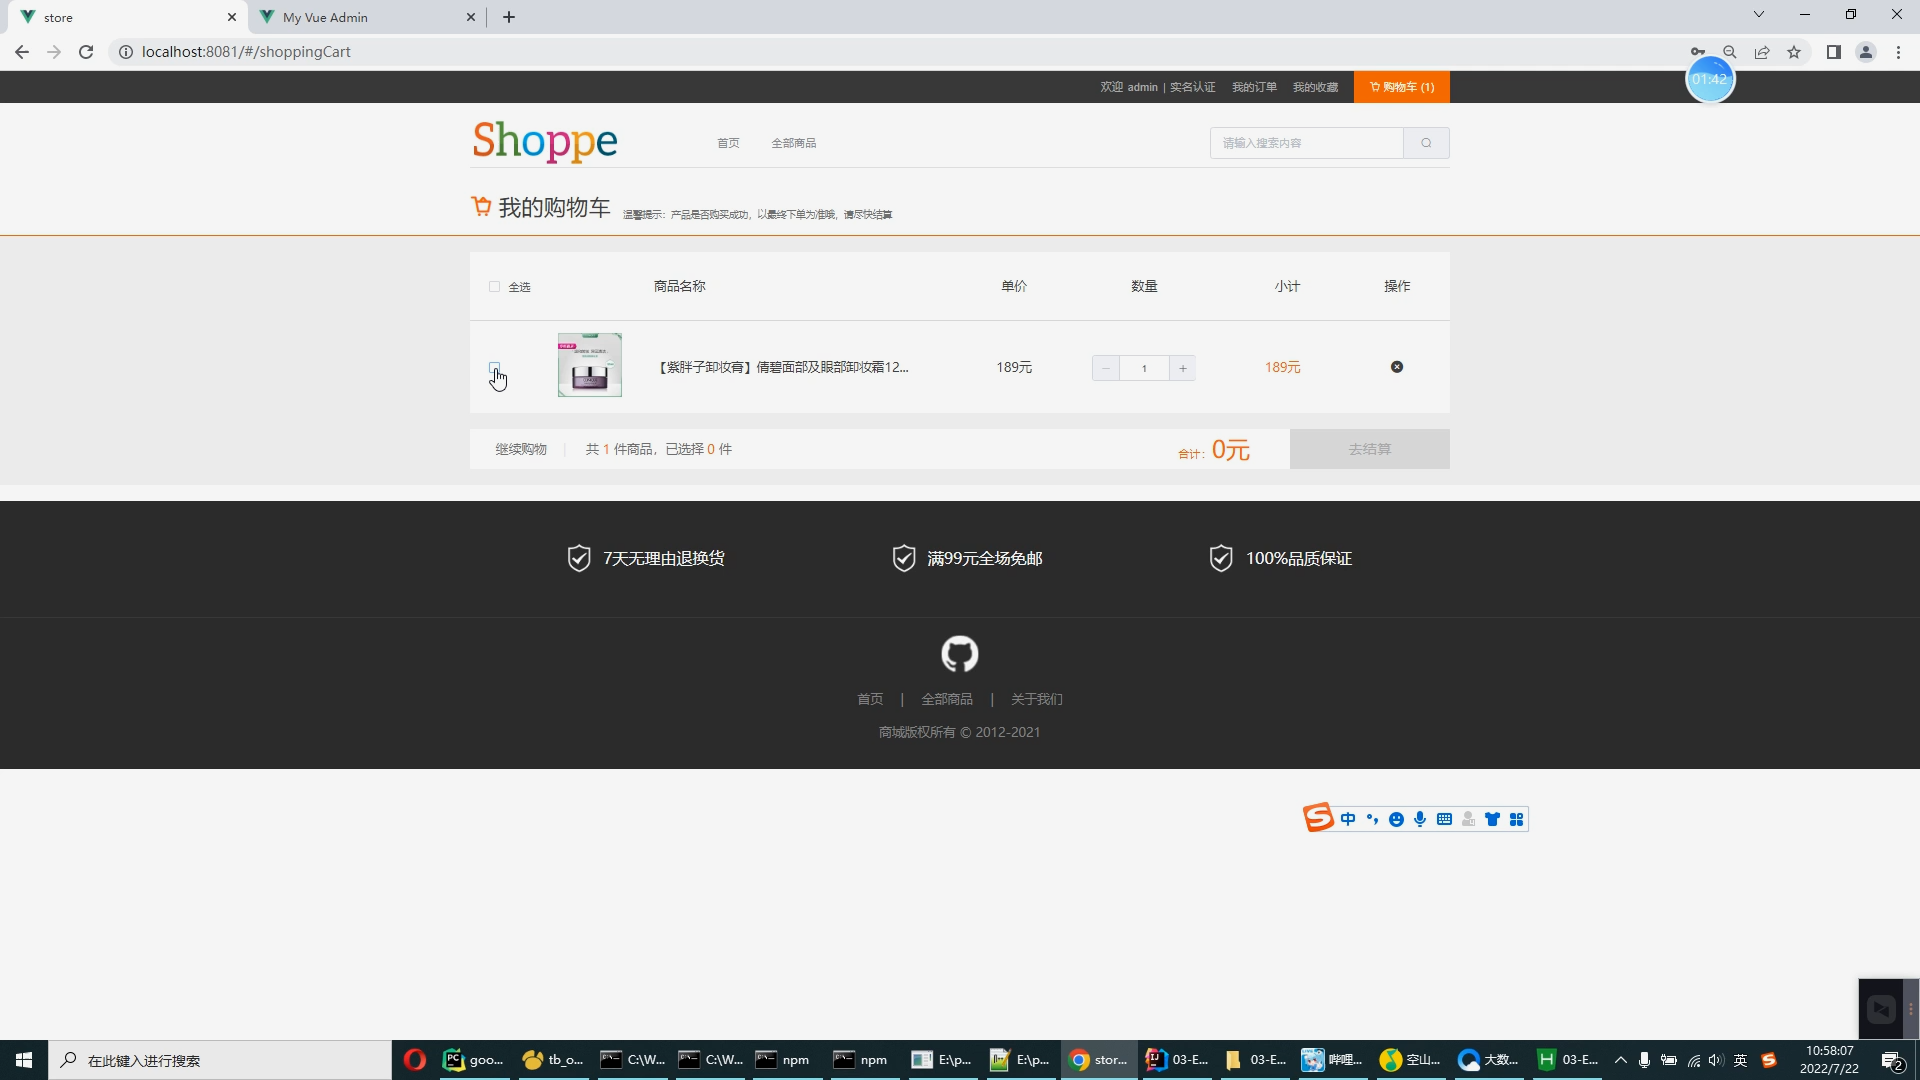 store
My Vue Admin
localhost:8081/#/shoppingCart
01:42
欢迎 admin | 实名认证 我的订单 我的收藏 购物车 (1)
Shoppe
首页 全部商品
请输入搜索内容
我的购物车 温馨提示：产品是否购买成功，以最终下单为准哦，请尽快结算
全选 商品名称 单价 数量 小计 操作
【紫胖子卸妆膏】倩碧面部及眼部卸妆霜12... 189元 1 189元
继续购物 | 共 1 件商品，已选择 0 件 合计：0元 去结算
7天无理由退换货 满99元全场免邮 100%品质保证
首页 | 全部商品 | 关于我们
商城版权所有 © 2012-2021
中
在此键入进行搜索
goo... tb_o... C:\W... C:\W... npm npm E:\p... E:\p... stor... 03-E... 03-E... 哔哩... 空山... 大数... 03-E... 英
10:58:07
2022/7/22
2